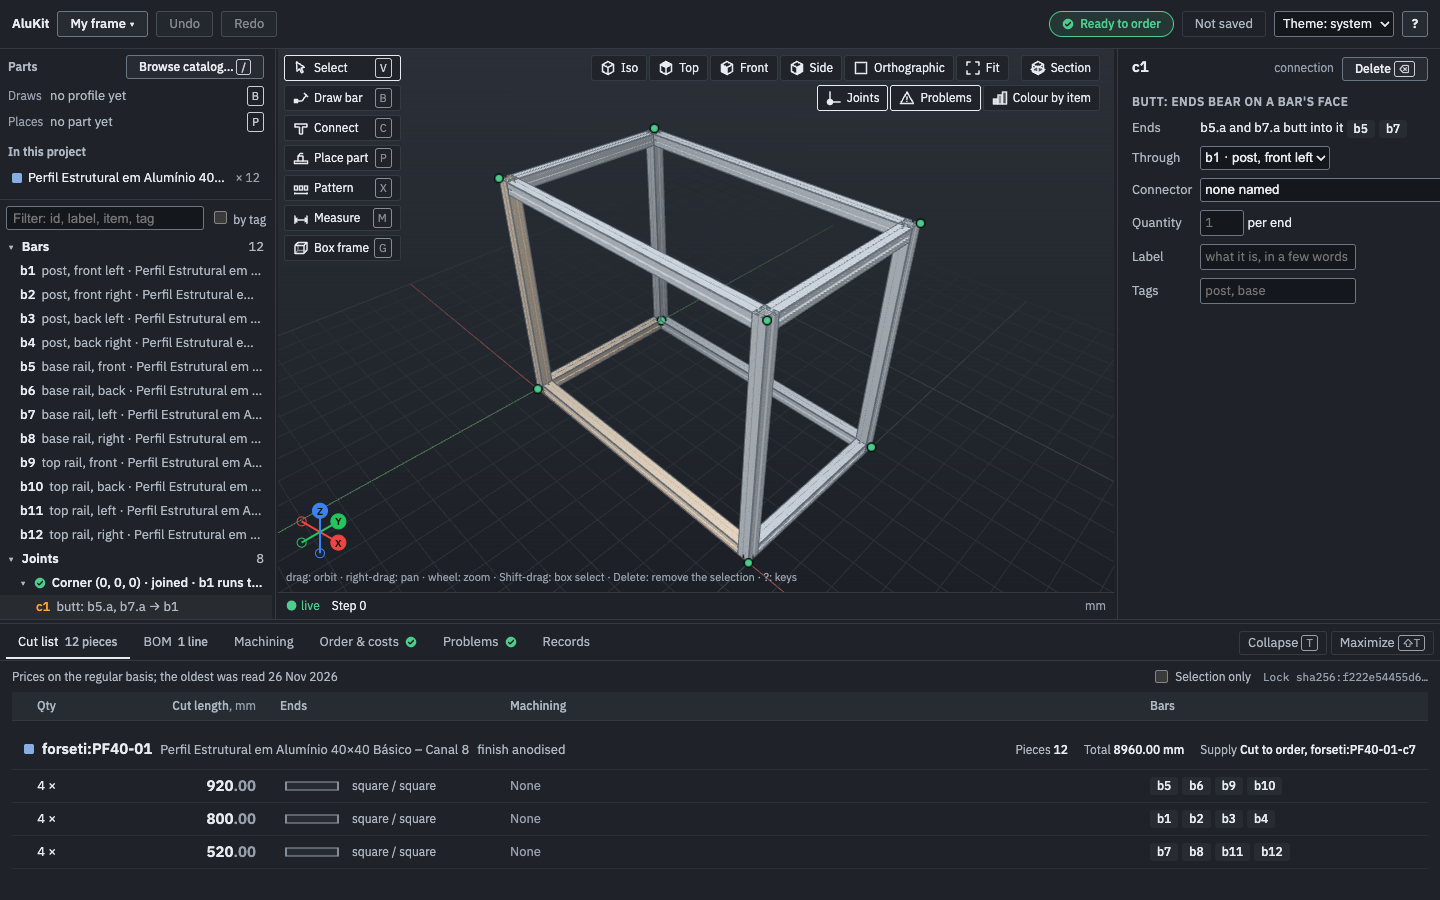 AluKit My frame ▾ Undo Redo Ready to order Not saved Theme: system ?
Parts Browse catalog... /
Draws no profile yet B
Places no part yet P
In this project
Perfil Estrutural em Alumínio 40... × 12
Filter: id, label, item, tag by tag
Bars 12
b1 post, front left · Perfil Estrutural em ...
b2 post, front right · Perfil Estrutural e...
b3 post, back left · Perfil Estrutural em ...
b4 post, back right · Perfil Estrutural em ...
b5 base rail, front · Perfil Estrutural em ...
b6 base rail, back · Perfil Estrutural em ...
b7 base rail, left · Perfil Estrutural em A...
b8 base rail, right · Perfil Estrutural em ...
b9 top rail, front · Perfil Estrutural em A...
b10 top rail, back · Perfil Estrutural em ...
b11 top rail, left · Perfil Estrutural em A...
b12 top rail, right · Perfil Estrutural em ...
Joints 8
Corner (0, 0, 0) · joined · b1 runs t...
c1 butt: b5.a, b7.a → b1
Select V
Draw bar B
Connect C
Place part P
Pattern X
Measure M
Box frame G
Iso Top Front Side Orthographic Fit Section
Joints Problems Colour by item
Z
Y
X
drag: orbit · right-drag: pan · wheel: zoom · Shift-drag: box select · Delete: remove the selection · ?: keys
live Step 0 mm
c1 connection Delete
BUTT: ENDS BEAR ON A BAR'S FACE
Ends b5.a and b7.a butt into it b5 b7
Through b1 · post, front left
Connector none named
Quantity 1 per end
Label what it is, in a few words
Tags post, base
Cut list 12 pieces BOM 1 line Machining Order & costs Problems Records Collapse T Maximize ⇧T
Prices on the regular basis; the oldest was read 26 Nov 2026 Selection only Lock sha256:f222e54455d6…
Qty Cut length, mm Ends Machining Bars
forseti:PF40-01 Perfil Estrutural em Alumínio 40×40 Básico – Canal 8 finish anodised Pieces 12 Total 8960.00 mm Supply Cut to order, forseti:PF40-01-c7
4 × 920.00 square / square None b5 b6 b9 b10
4 × 800.00 square / square None b1 b2 b3 b4
4 × 520.00 square / square None b7 b8 b11 b12